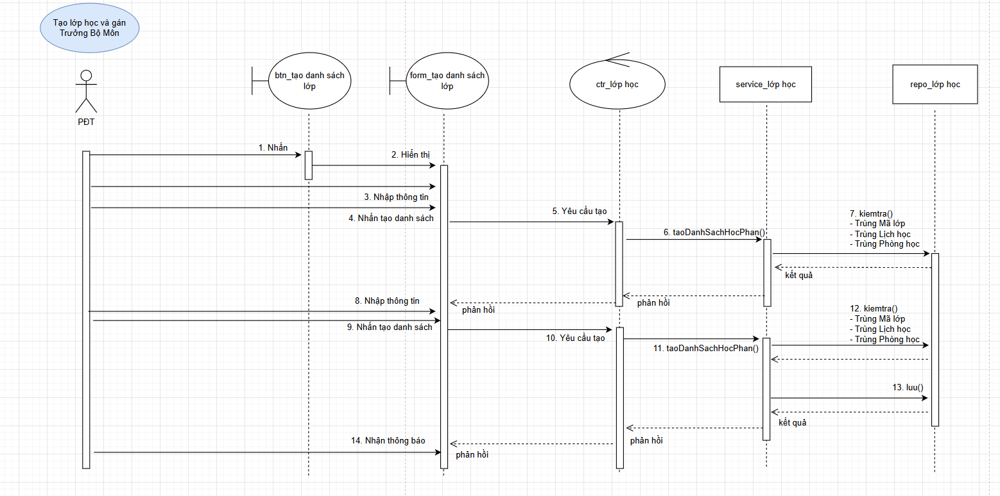 Tạo lớp học và gán
Trưởng Bộ Môn
PĐT
btn_tạo danh sách
lớp
form_tạo danh sách
lớp
ctr_lớp học
service_lớp học
repo_lớp học
1. Nhấn
2. Hiển thị
3. Nhập thông tin
4. Nhấn tạo danh sách
5. Yêu cầu tạo
6. taoDanhSachHocPhan()
7. kiemtra()
- Trùng Mã lớp
- Trùng Lịch học
- Trùng Phòng học
kết quả
phản hồi
phản hồi
8. Nhập thông tin
9. Nhấn tạo danh sách
10. Yêu cầu tạo
11. taoDanhSachHocPhan()
12. kiemtra()
- Trùng Mã lớp
- Trùng Lịch học
- Trùng Phòng học
13. luu()
kết quả
phản hồi
phản hồi
14. Nhận thông báo